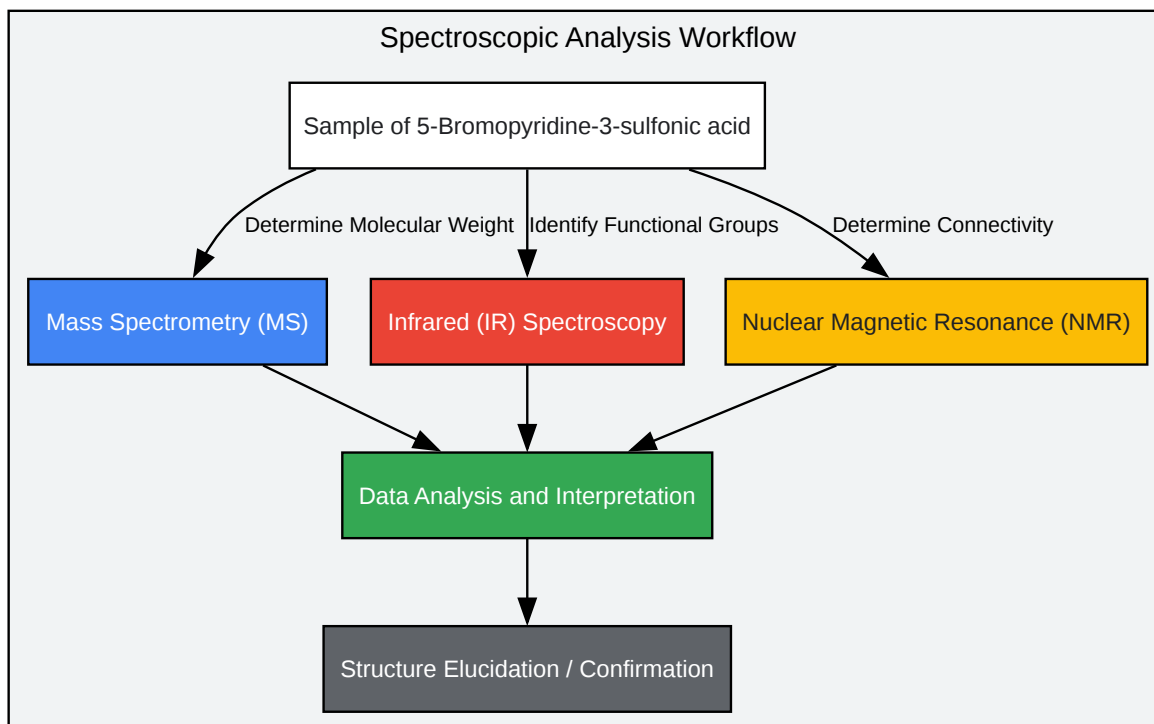 Spectroscopic Analysis Workflow
Sample of 5-Bromopyridine-3-sulfonic acid
Determine Molecular Weight
Identify Functional Groups
Determine Connectivity
Mass Spectrometry (MS)
Infrared (IR) Spectroscopy
Nuclear Magnetic Resonance (NMR)
Data Analysis and Interpretation
Structure Elucidation / Confirmation